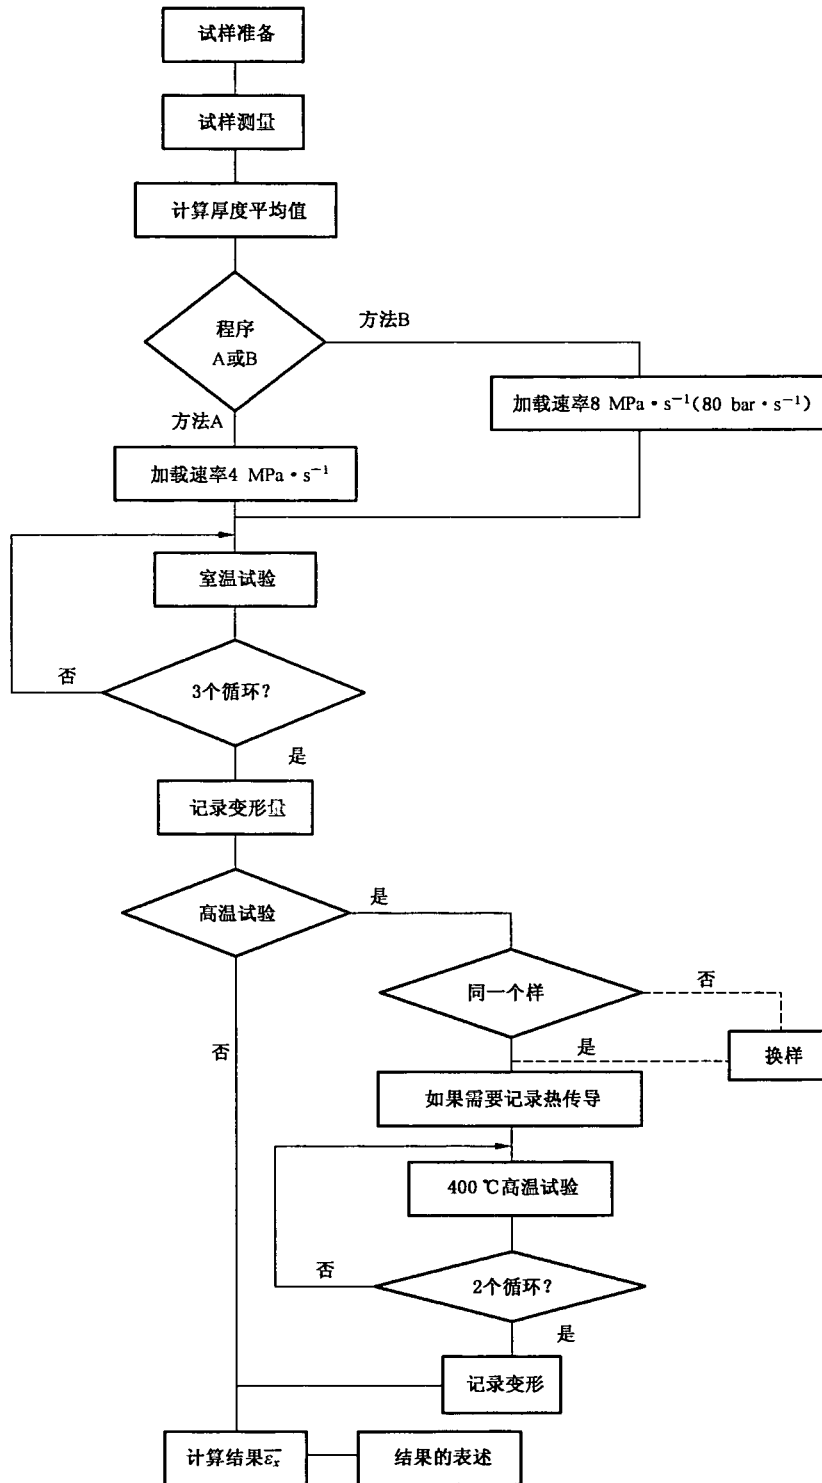 试样准备
试样测量
计算厚度平均值
程序
A或B
方法B
加载速率8 MPa·s⁻¹(80 bar·s⁻¹)
方法A
加载速率4 MPa·s⁻¹
室温试验
否
3个循环?
是
记录变形量
高温试验
是
同一个样
否
否
是
换样
如果需要记录热传导
400 ℃高温试验
否
2个循环?
是
记录变形
计算结果ε̅ₓ
结果的表述